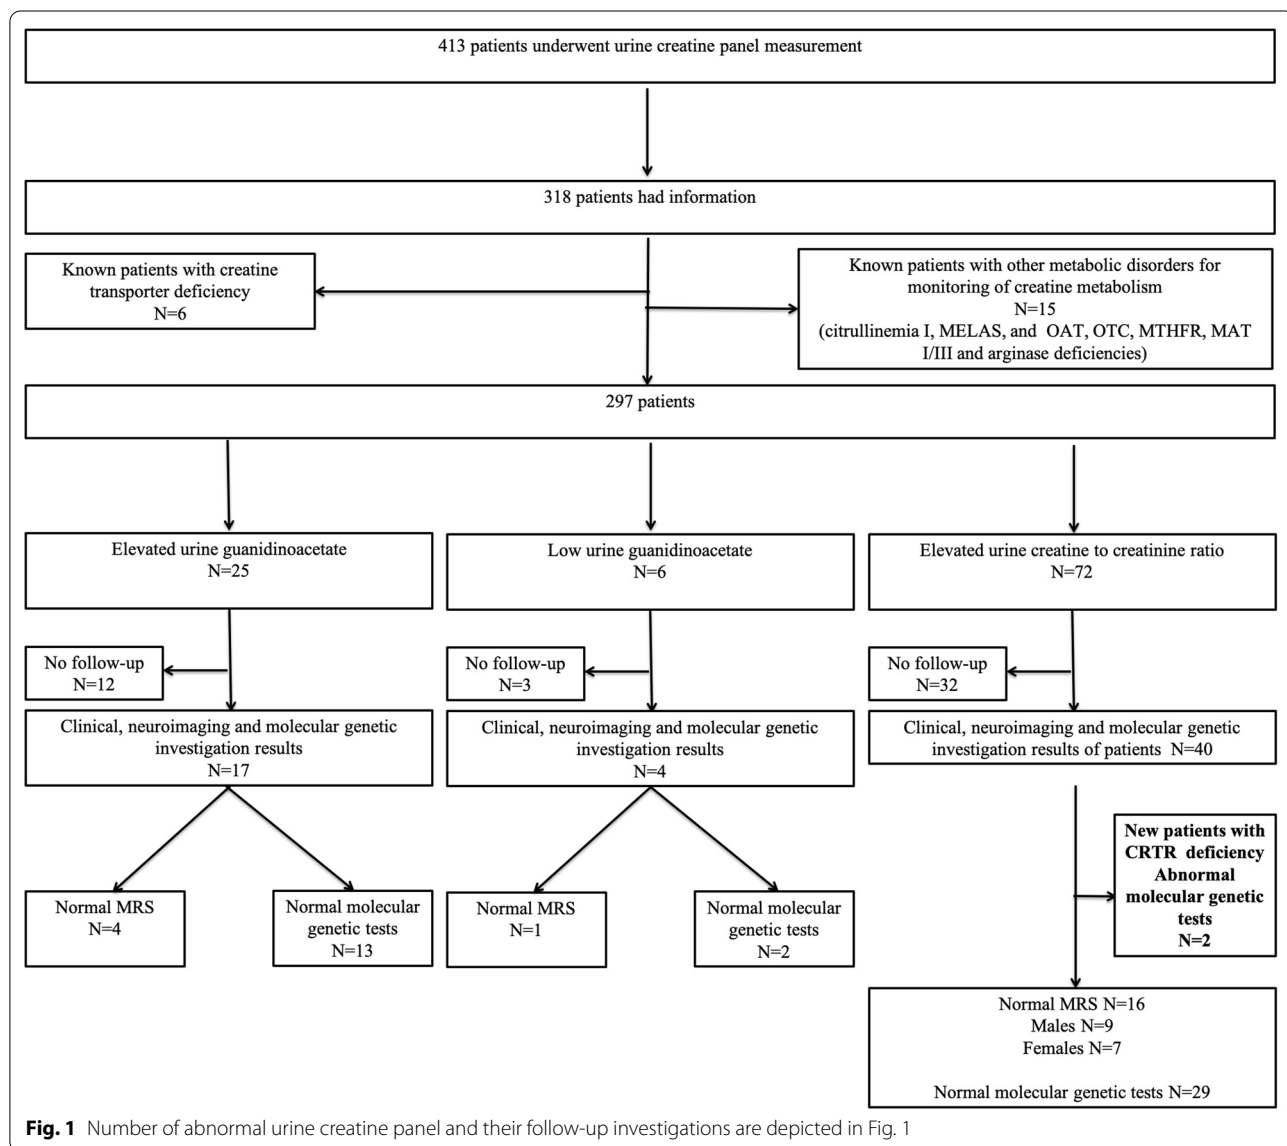 413 patients underwent urine creatine panel measurement
318 patients had information
Known patients with creatine
transporter deficiency
N=6
Known patients with other metabolic disorders for
monitoring of creatine metabolism
N=15
(citrullinemia I, MELAS, and OAT, OTC, MTHFR, MAT
I/III and arginase deficiencies)
297 patients
Elevated urine guanidinoacetate
N=25
Low urine guanidinoacetate
N=6
Elevated urine creatine to creatinine ratio
N=72
No follow-up
N=12
No follow-up
N=3
No follow-up
N=32
Clinical, neuroimaging and molecular genetic
investigation results
N=17
Clinical, neuroimaging and molecular genetic
investigation results
N=4
Clinical, neuroimaging and molecular genetic
investigation results of patients N=40
New patients with
CRTR deficiency
Abnormal
molecular genetic
tests
N=2
Normal MRS
N=4
Normal molecular
genetic tests
N=13
Normal MRS
N=1
Normal molecular
genetic tests
N=2
Normal MRS N=16
Males N=9
Females N=7
Normal molecular genetic tests N=29
Fig. 1 Number of abnormal urine creatine panel and their follow-up investigations are depicted in Fig. 1